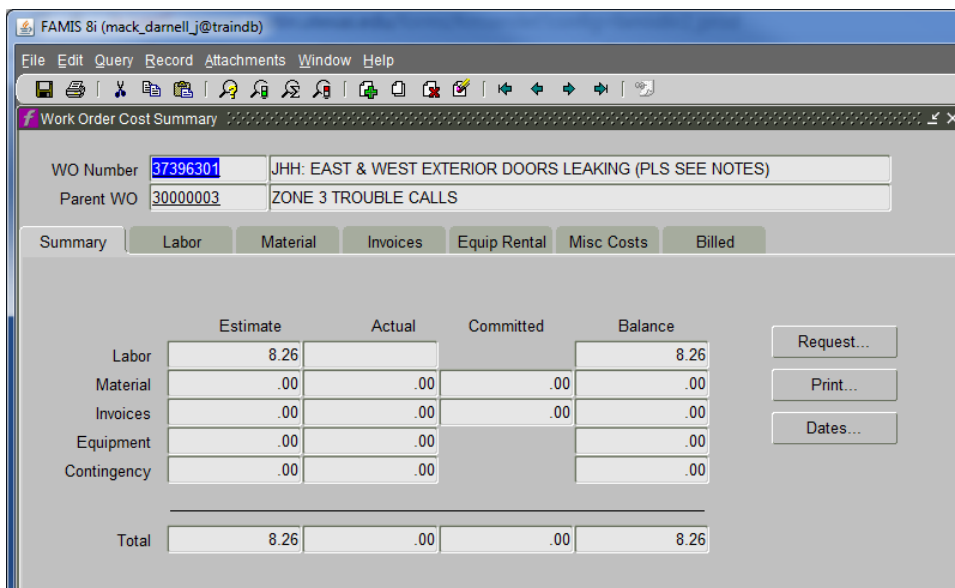 FAMIS 8i (mack_darnell_j@traindb)
File Edit Query Record Attachments Window Help
Work Order Cost Summary
WO Number 37396301 JHH: EAST & WEST EXTERIOR DOORS LEAKING (PLS SEE NOTES)
Parent WO 30000003 ZONE 3 TROUBLE CALLS
Summary Labor Material Invoices Equip Rental Misc Costs Billed
Estimate Actual Committed Balance
Labor 8.26 8.26
Request...
Material .00 .00 .00 .00
Print...
Invoices .00 .00 .00 .00
Dates...
Equipment .00 .00 .00
Contingency .00 .00 .00
Total 8.26 .00 .00 8.26